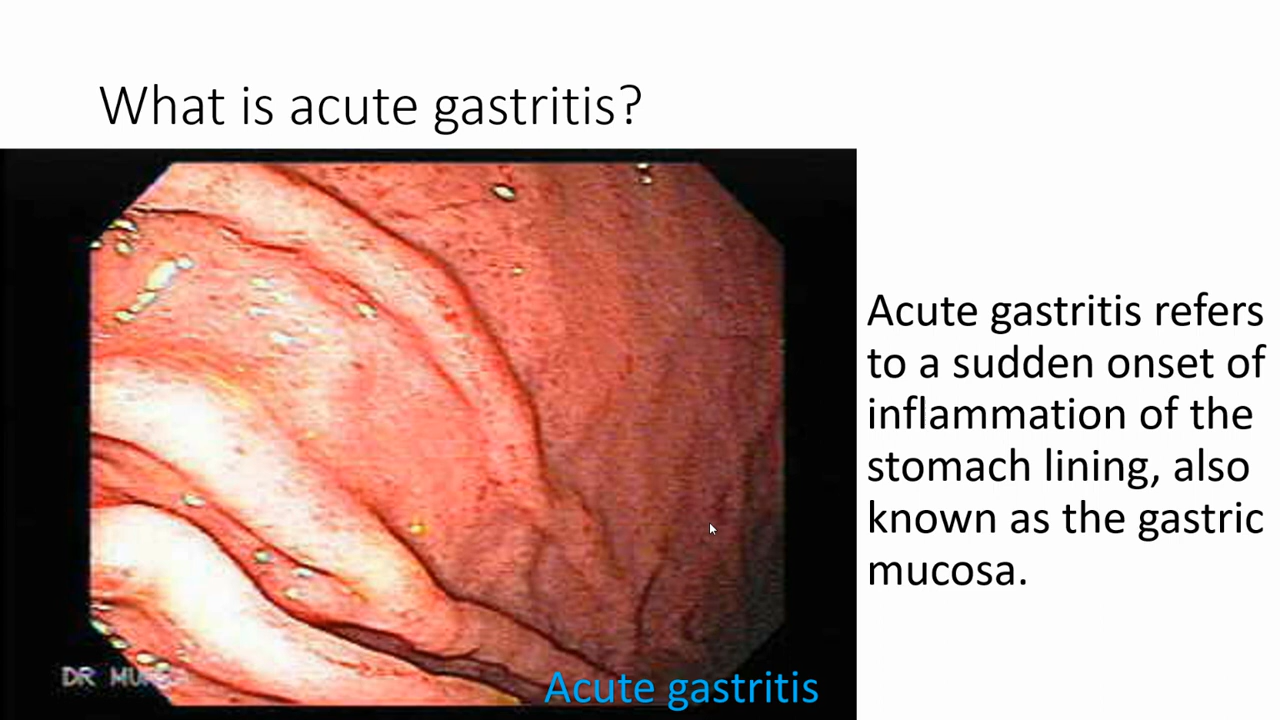 What is acute gastritis?
Acute gastritis refers
to a sudden onset of
inflammation of the
stomach lining, also
known as the gastric
mucosa.
DR
Acute gastritis